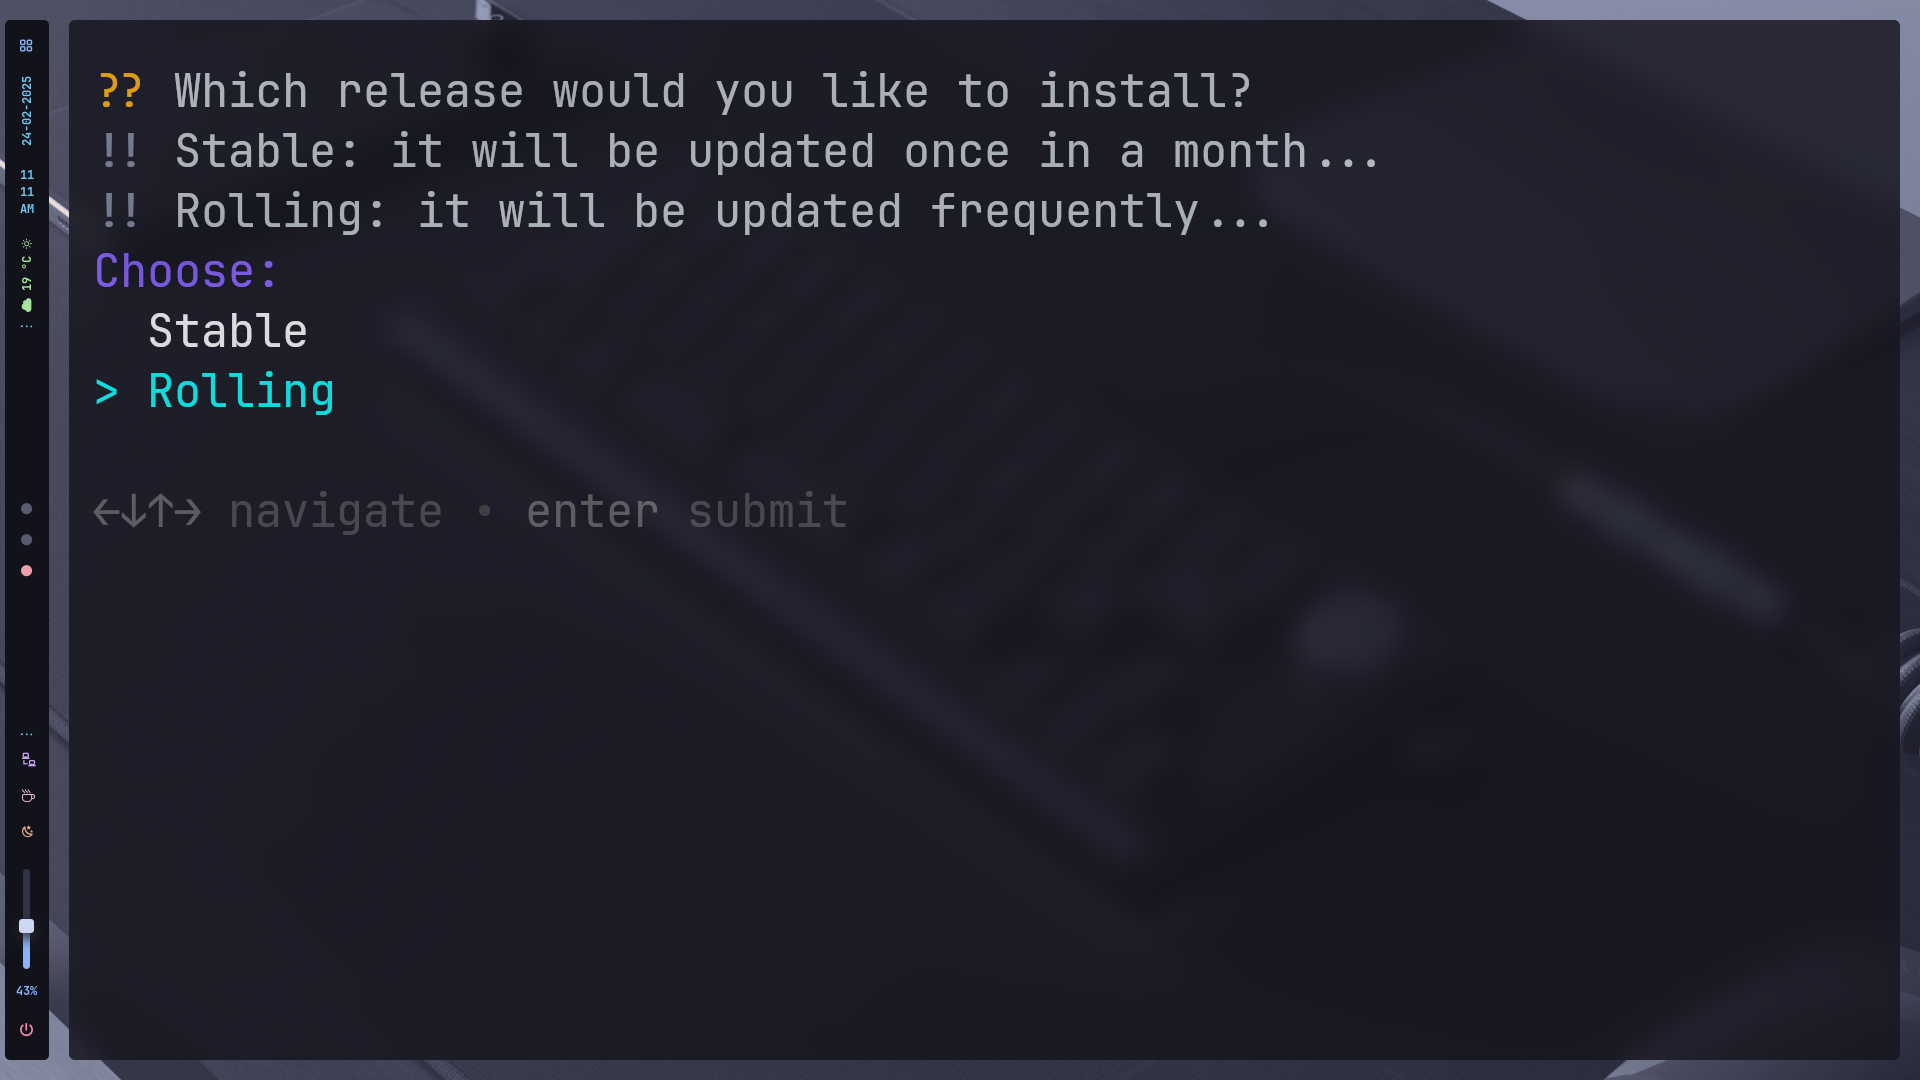 24-02-2025
11
11
AM
19 °C
43%
?? Which release would you like to install?
!! Stable: it will be updated once in a month...
!! Rolling: it will be updated frequently...
Choose:
Stable
> Rolling
←↓↑→ navigate • enter submit